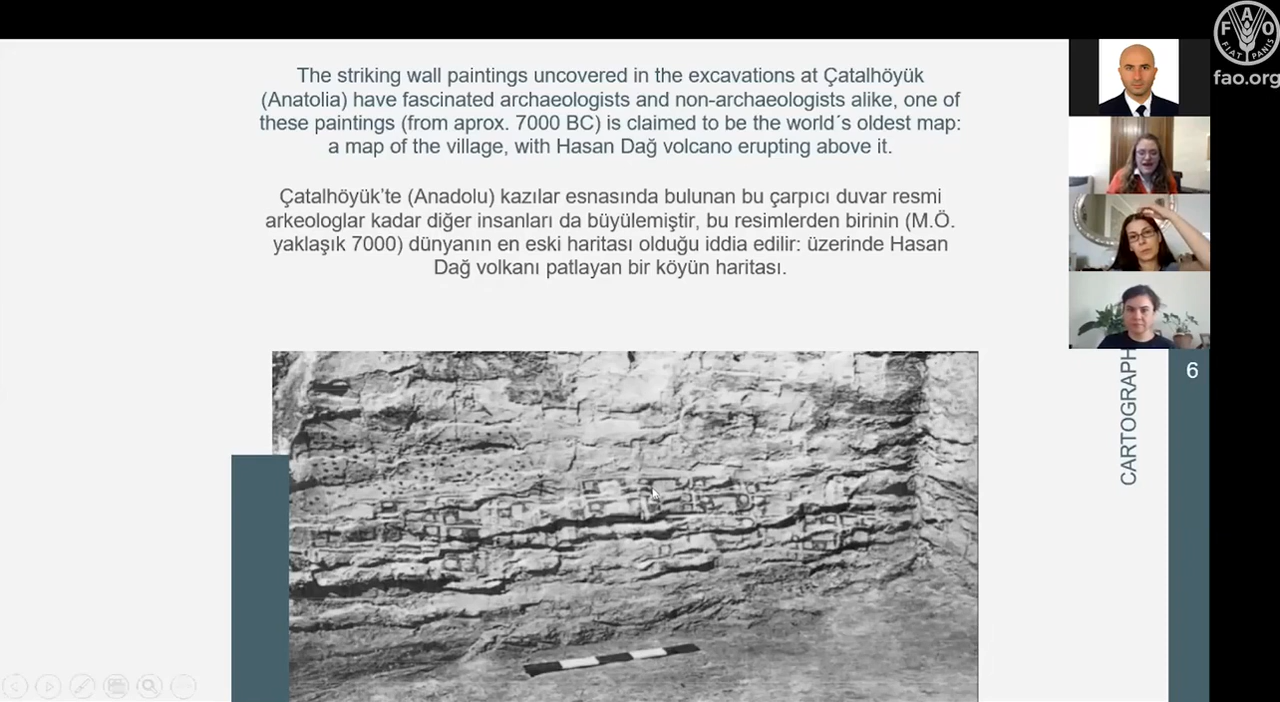 The striking wall paintings uncovered in the excavations at Çatalhöyük
(Anatolia) have fascinated archaeologists and non-archaeologists alike, one of
these paintings (from aprox. 7000 BC) is claimed to be the world´s oldest map:
a map of the village, with Hasan Dağ volcano erupting above it.
Çatalhöyük’te (Anadolu) kazılar esnasında bulunan bu çarpıcı duvar resmi
arkeologlar kadar diğer insanları da büyülemiştir, bu resimlerden birinin (M.Ö.
yaklaşık 7000) dünyanın en eski haritası olduğu iddia edilir: üzerinde Hasan
Dağ volkanı patlayan bir köyün haritası.
F A O
FIAT PANIS
fao.org
6
CARTOGRAPH